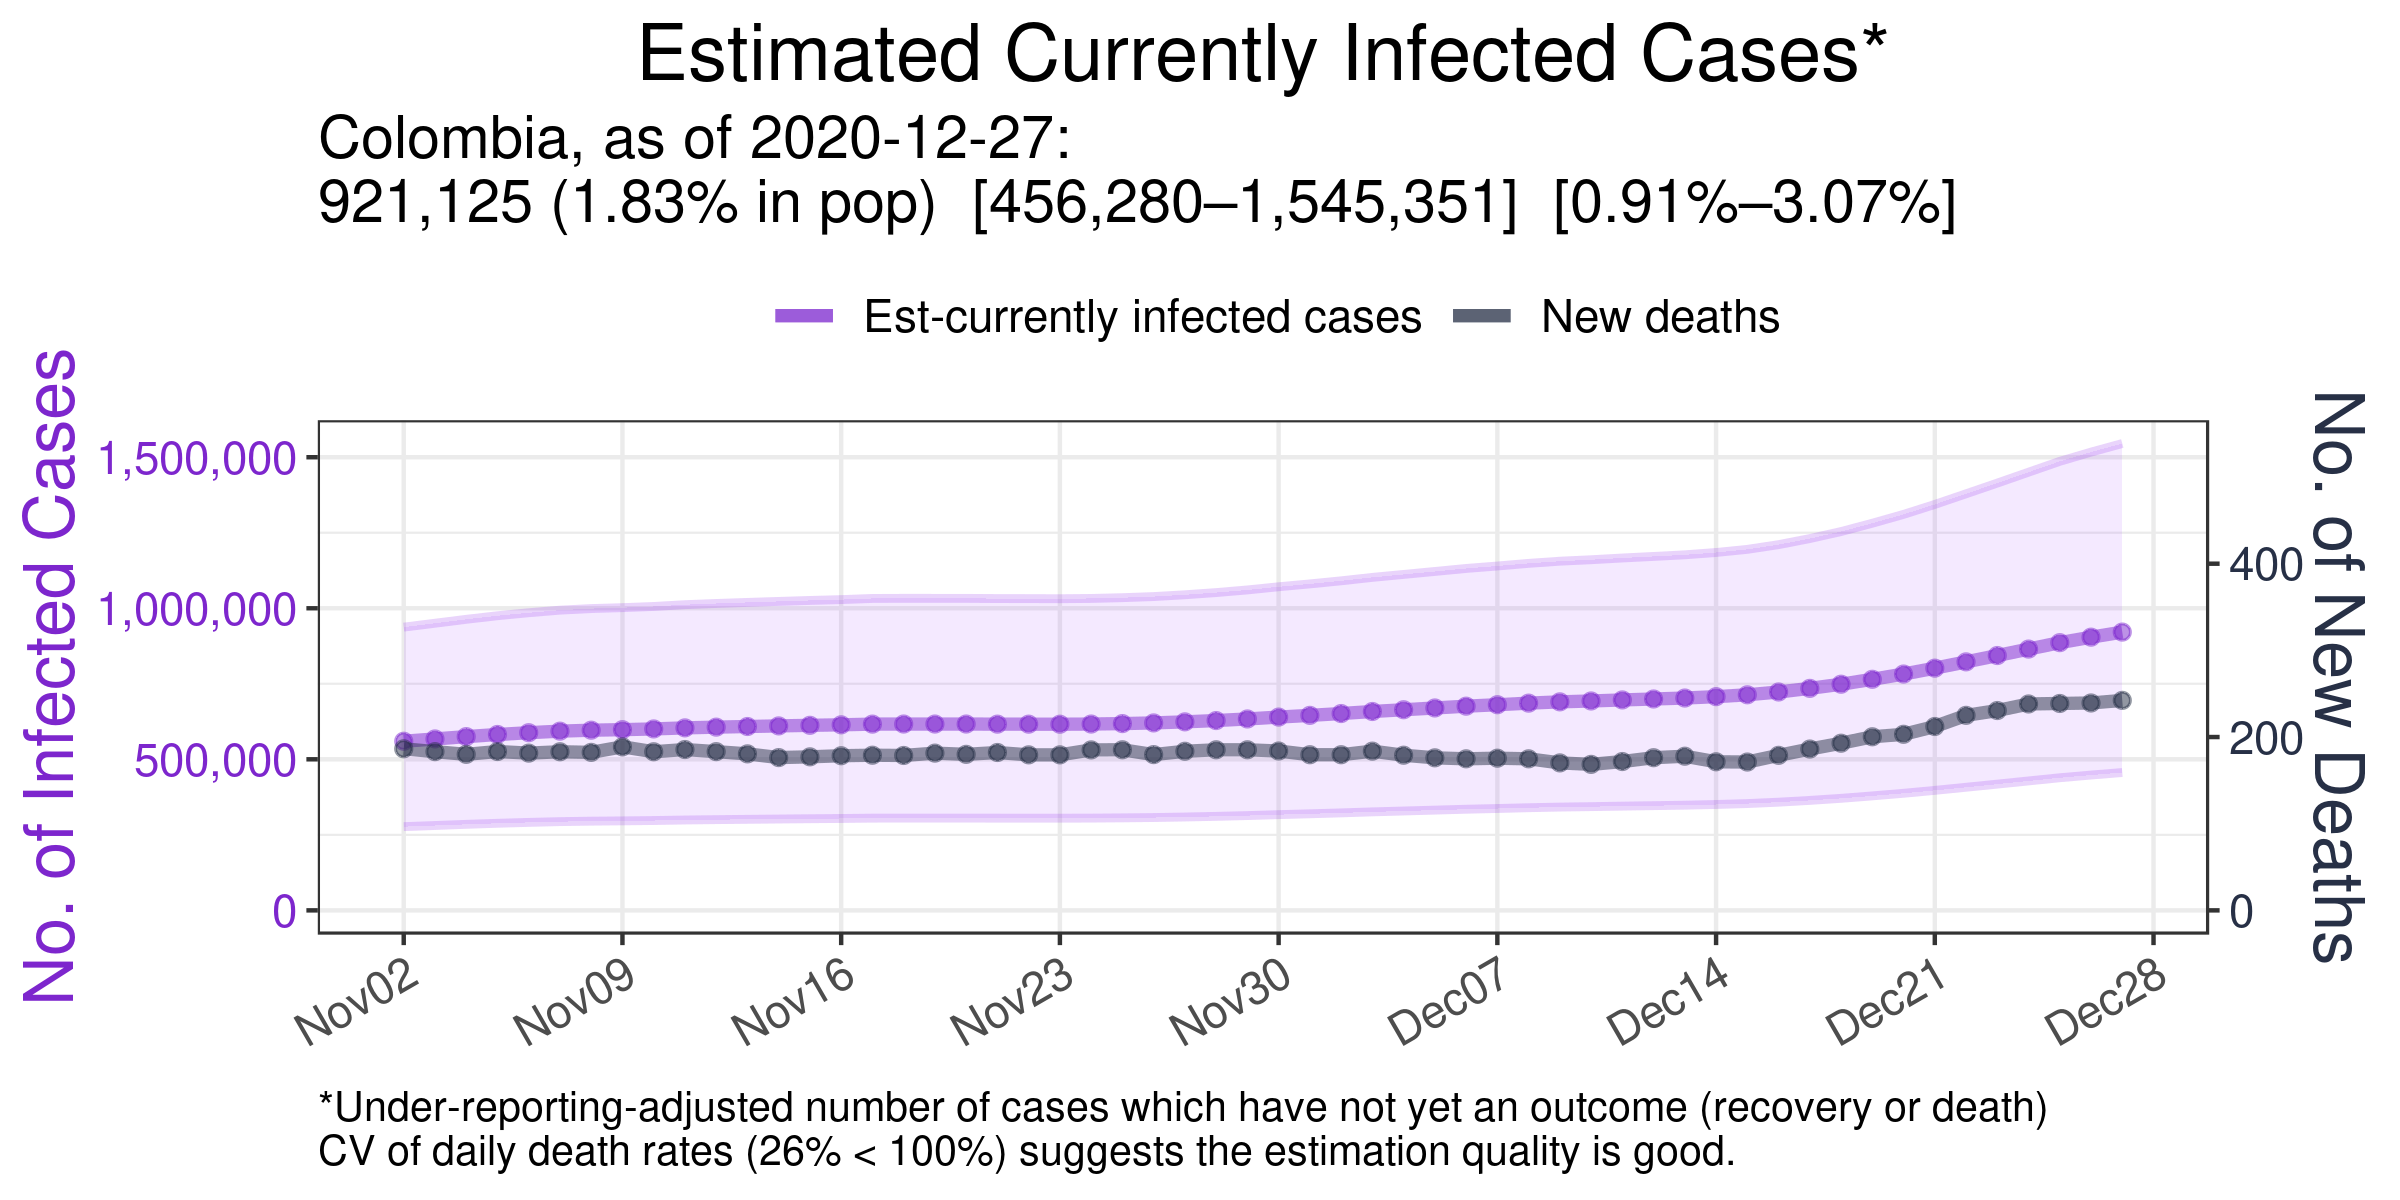 Estimated Currently Infected Cases*
Colombia, as of 2020-12-27:
921,125 (1.83% in pop)  [456,280–1,545,351]  [0.91%–3.07%]
Est-currently infected cases
New deaths
No. of Infected Cases
1,500,000
1,000,000
500,000
0
No. of New Deaths
400
200
0
Nov02
Nov09
Nov16
Nov23
Nov30
Dec07
Dec14
Dec21
Dec28
*Under-reporting-adjusted number of cases which have not yet an outcome (recovery or death)
CV of daily death rates (26% < 100%) suggests the estimation quality is good.